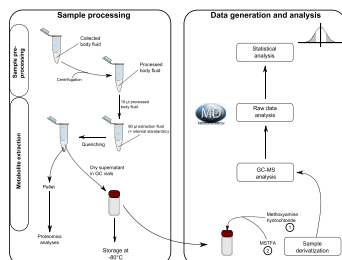 Sample processing
Sample pre-
processing
Collected
body fluid
Centrifugation
Processed
body fluid
10 µl processed
body fluid
90 µl extraction fluid
(+ internal standard(s))
Quenching
Metabolite extraction
Dry supernatant
in GC vials
Pellet
Proteomics
analyses
Storage at
-80°C
Data generation and analysis
Statistical
analysis
Raw data
analysis
MD
GC-MS
analysis
Methoxyamine
hydrochloride
1
MSTFA
2
Sample
derivatization